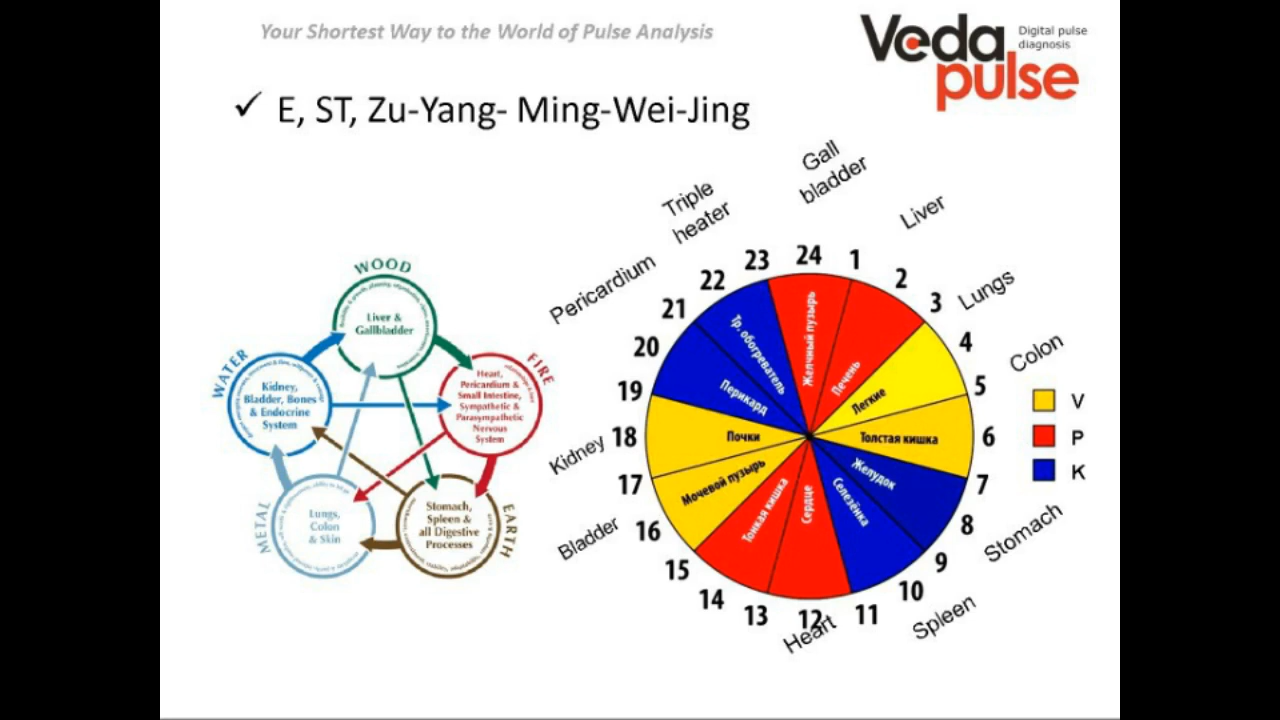 Your Shortest Way to the World of Pulse Analysis
Veda
pulse
Digital pulse
diagnosis
✓ E, ST, Zu-Yang- Ming-Wei-Jing
WOOD
Liver &
Gallbladder
FIRE
Heart,
Pericardium &
Small Intestine,
Sympathetic &
Parasympathetic
Nervous
System
EARTH
Stomach,
Spleen &
all Digestive
Processes
METAL
Lungs,
Colon
& Skin
WATER
Kidney,
Bladder, Bones
& Endocrine
System
Gall
bladder
Liver
Lungs
Colon
Stomach
Spleen
Heart
Bladder
Kidney
Pericardium
Triple
heater
24
1
2
3
4
5
6
7
8
9
10
11
12
13
14
15
16
17
18
19
20
21
22
23
Желчный пузырь
Печень
Легкие
Толстая кишка
Желудок
Селезёнка
Сердце
Тонкая кишка
Мочевой пузырь
Почки
Перикард
Тр. обогреватель
V
P
K